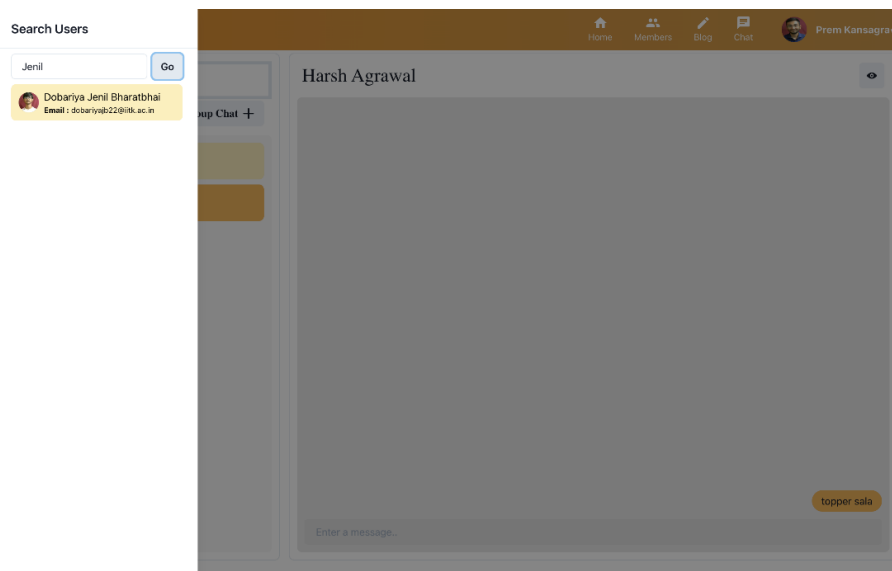 Search Users
Jenil
Go
Dobariya Jenil Bharatbhai
Email : dobariyajb22@iitk.ac.in
Home
Members
Blog
Chat
Prem Kansagra
Chat +
Harsh Agrawal
topper sala
Enter a message..